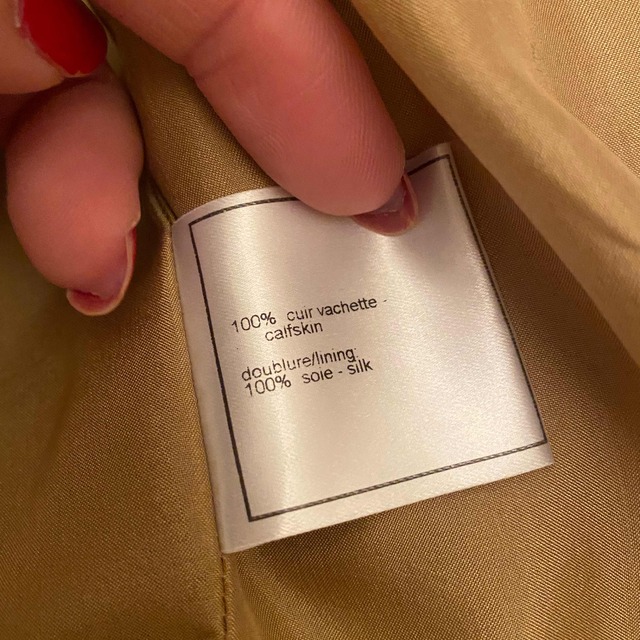 100% cuir vachette -
calfskin
doublure/lining:
100% soie - silk